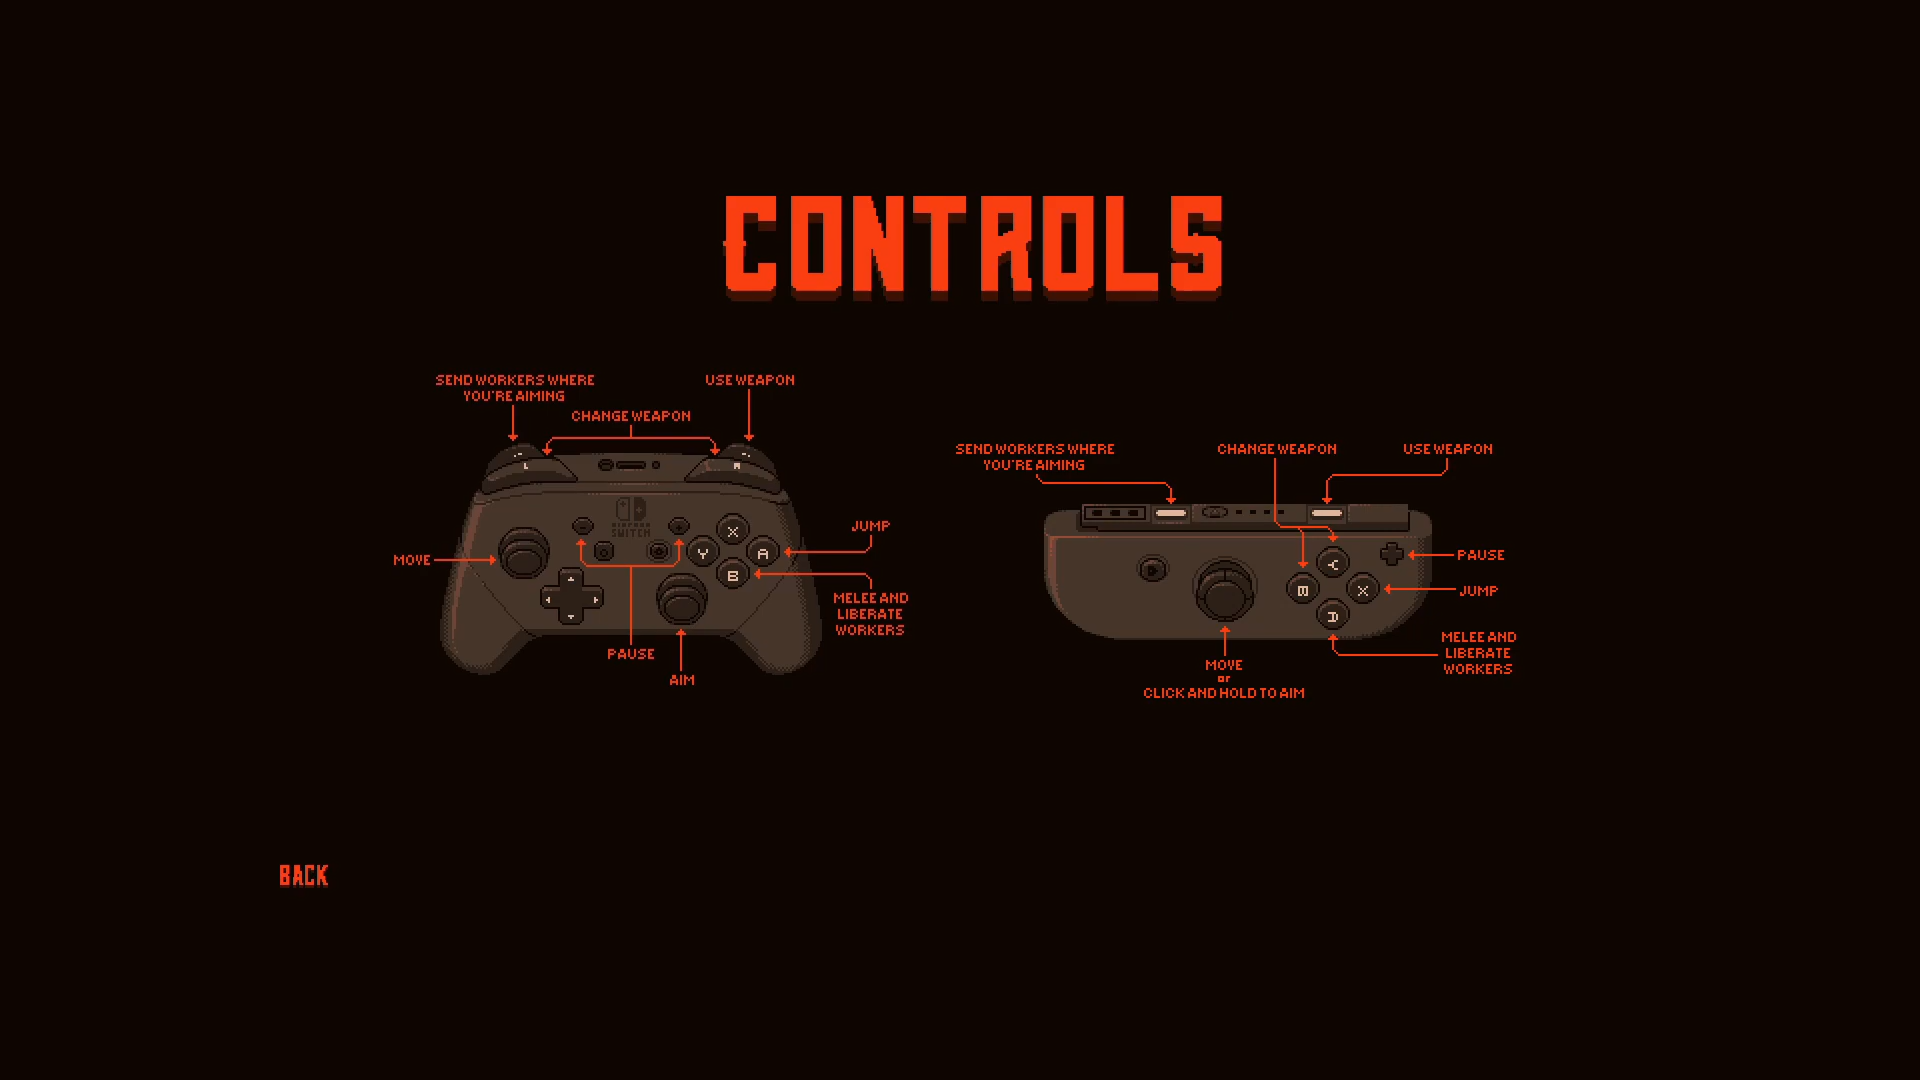 CONTROLS
SEND WORKERS WHERE
YOU'RE AIMING
USE WEAPON
CHANGE WEAPON
L
R
SWITCH
X
Y
A
B
JUMP
MOVE
MELEE AND
LIBERATE
WORKERS
PAUSE
AIM
SEND WORKERS WHERE
YOU'RE AIMING
CHANGE WEAPON
USE WEAPON
PAUSE
Y
B
X
A
JUMP
MELEE AND
LIBERATE
WORKERS
MOVE
or
CLICK AND HOLD TO AIM
BACK